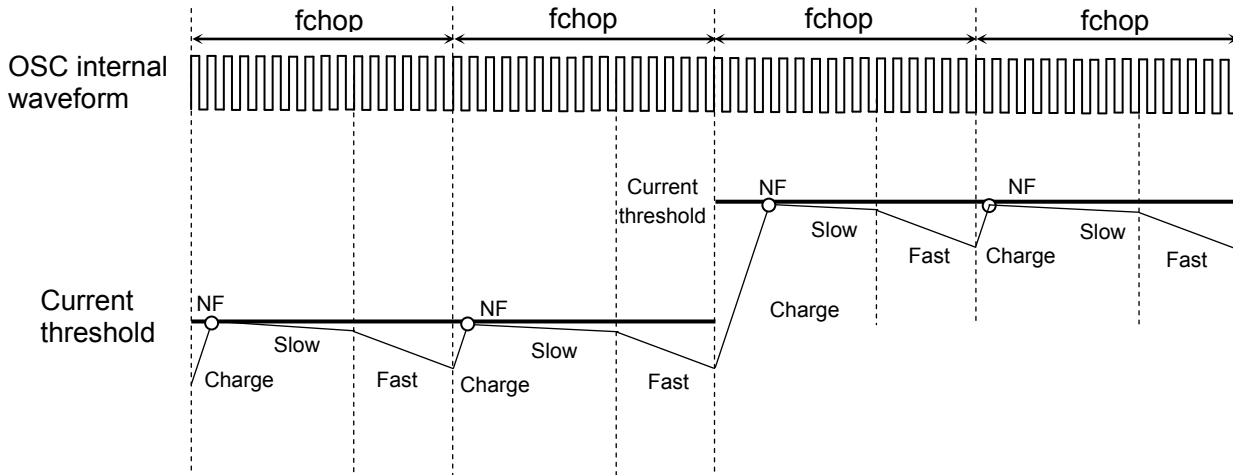 fchop fchop fchop fchop
OSC internal
waveform
Current
threshold
NF NF
Slow Slow
Fast Charge Fast
Charge
Current
threshold
NF NF
Slow Slow
Charge Fast Charge Fast